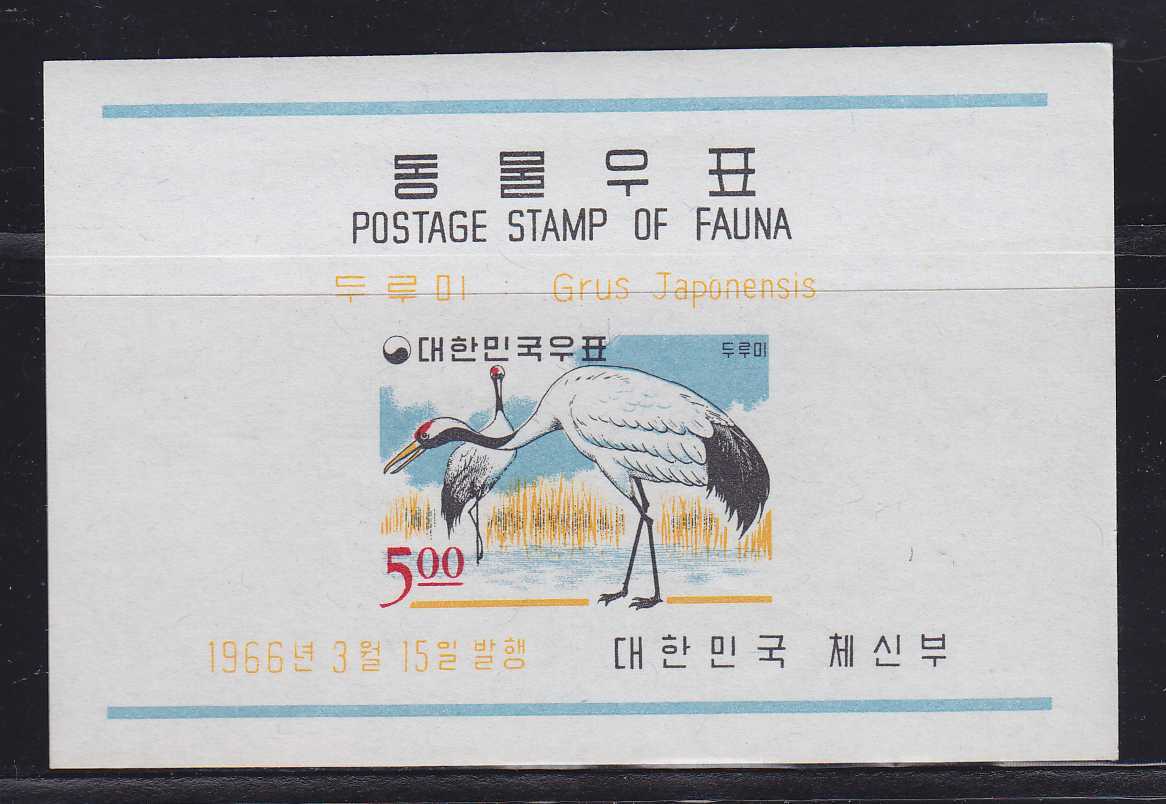 동물우표
POSTAGE STAMP OF FAUNA
두루미 : Grus Japonensis
대한민국우표 두루미
5.00
1966년 3월 15일 발행 대한민국 체신부